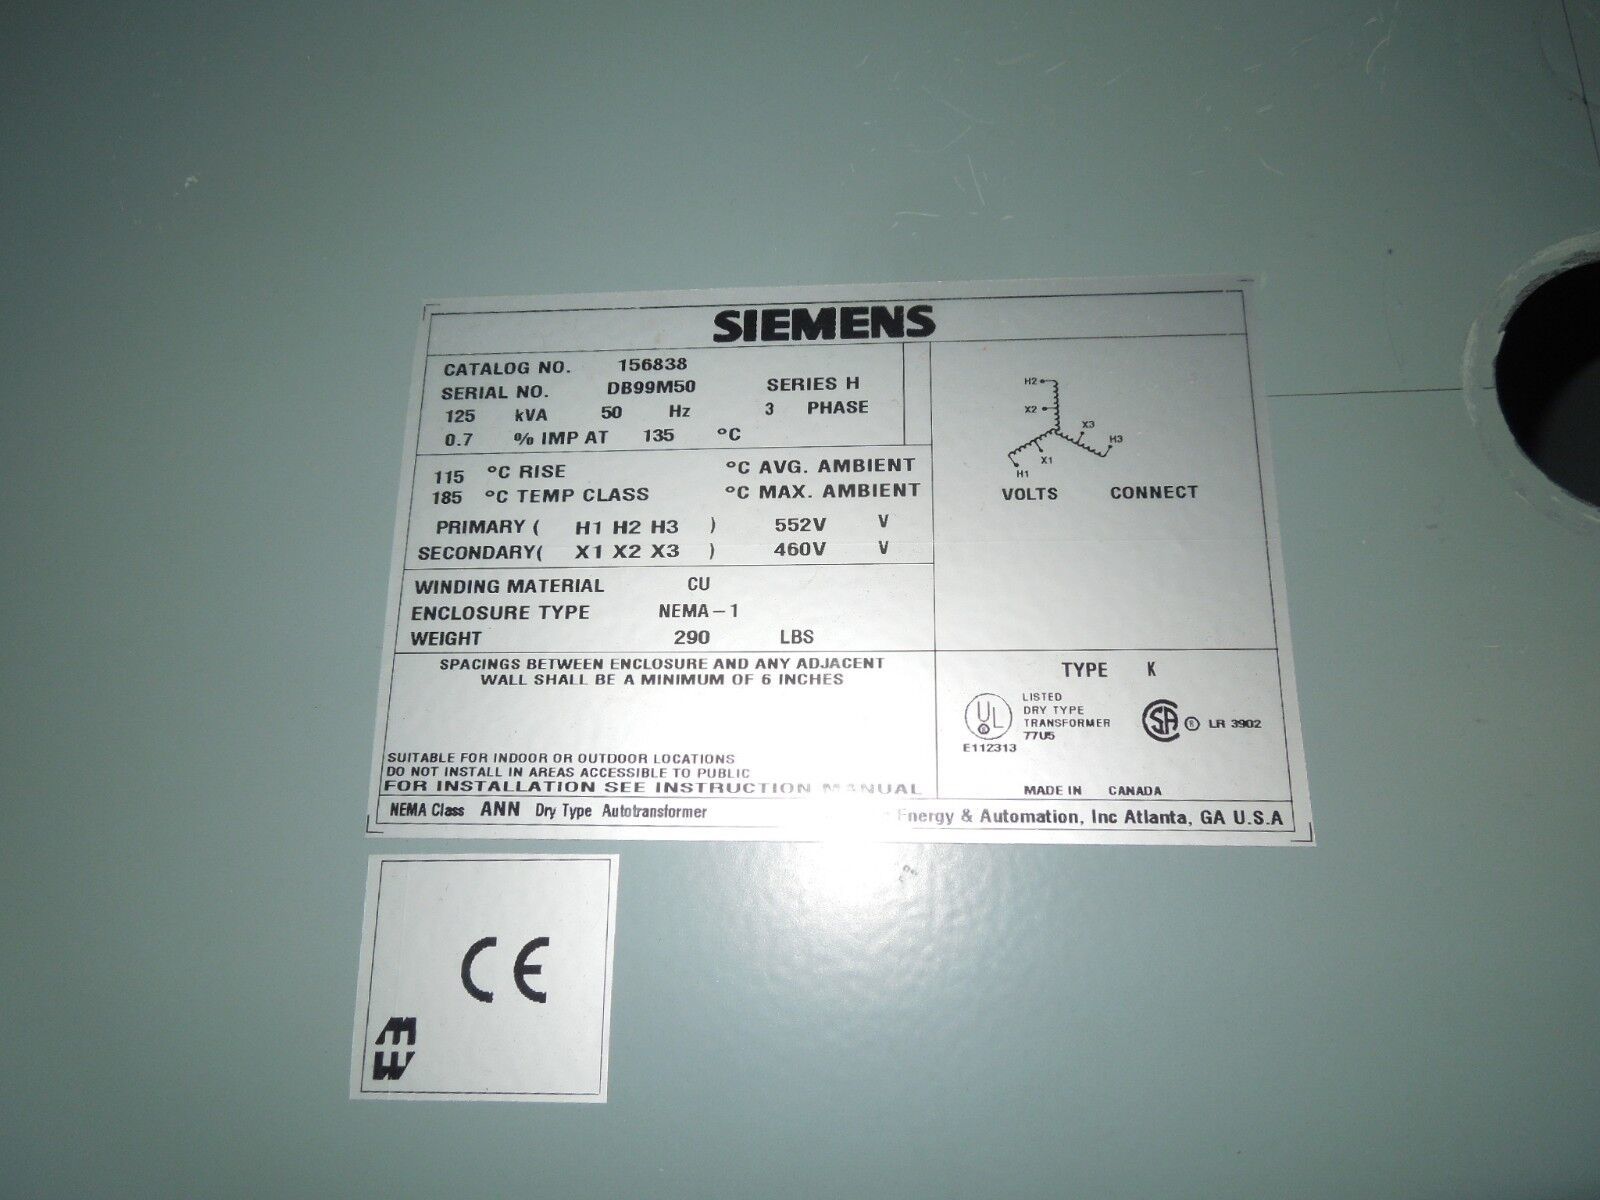 SIEMENS
CATALOG NO. 156838
SERIAL NO. DB99M50 SERIES H
125 kVA 50 Hz 3 PHASE
0.7 % IMP AT 135 °C
115 °C RISE °C AVG. AMBIENT
185 °C TEMP CLASS °C MAX. AMBIENT
PRIMARY ( H1 H2 H3 ) 552V V
SECONDARY( X1 X2 X3 ) 460V V
WINDING MATERIAL CU
ENCLOSURE TYPE NEMA-1
WEIGHT 290 LBS
SPACINGS BETWEEN ENCLOSURE AND ANY ADJACENT
WALL SHALL BE A MINIMUM OF 6 INCHES
SUITABLE FOR INDOOR OR OUTDOOR LOCATIONS
DO NOT INSTALL IN AREAS ACCESSIBLE TO PUBLIC
FOR INSTALLATION SEE INSTRUCTION MANUAL
NEMA Class ANN Dry Type Autotransformer
Energy & Automation, Inc Atlanta, GA U.S.A
H2
X2
X3
H3
X1
H1
VOLTS CONNECT
TYPE K
UL
LISTED
DRY TYPE
TRANSFORMER
77U5
E112313
SA ® LR 3902
MADE IN CANADA
CE